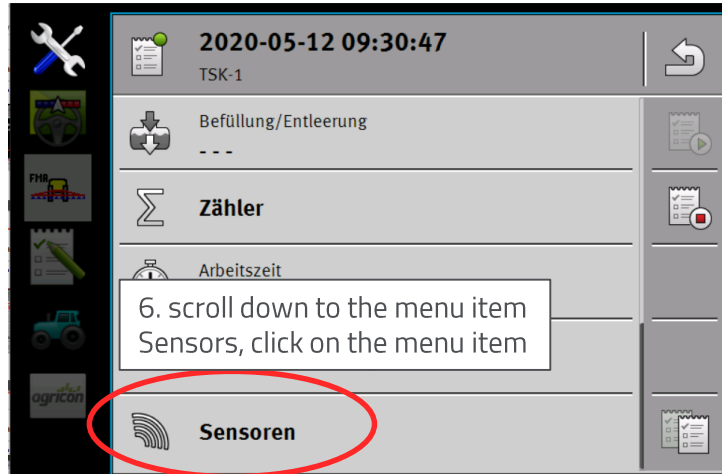 2020-05-12 09:30:47
TSK-1
Befüllung/Entleerung
- - -
FMA
Zähler
Arbeitszeit
6. scroll down to the menu item
Sensors, click on the menu item
agricon
Sensoren